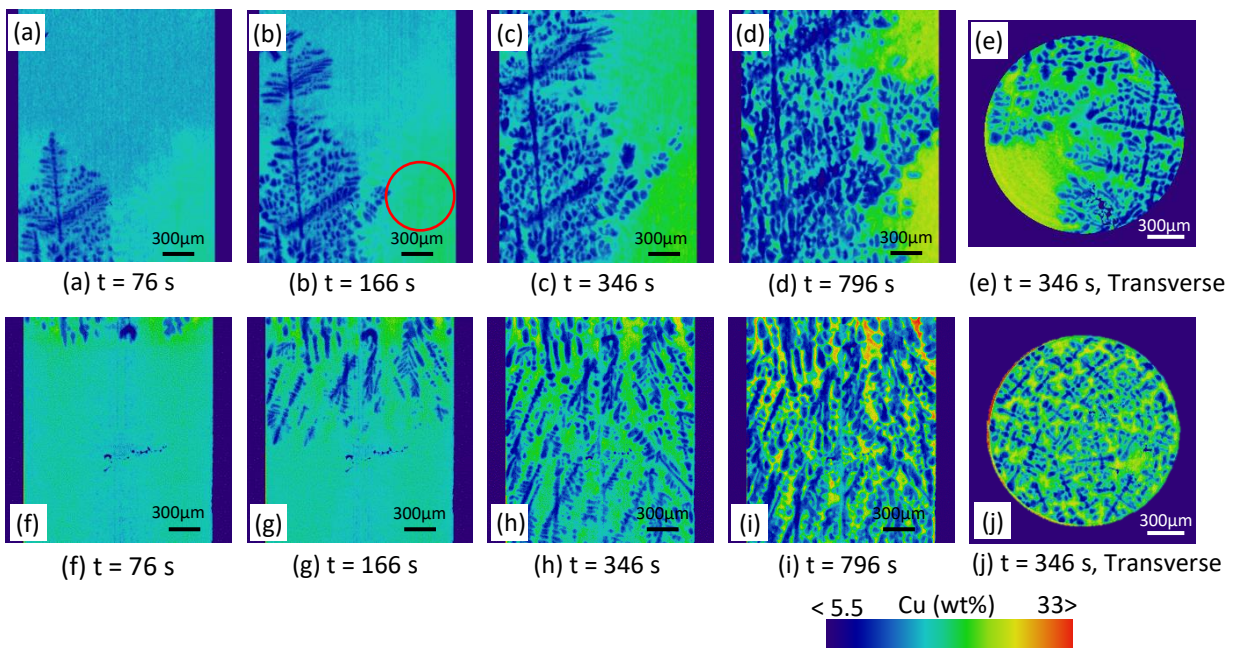 (a) (b) (c) (d) (e)
300µm 300µm 300µm 300µm 300µm
(a) t = 76 s (b) t = 166 s (c) t = 346 s (d) t = 796 s (e) t = 346 s, Transverse
(f) (g) (h) (i) (j)
300µm 300µm 300µm 300µm 300µm
(f) t = 76 s (g) t = 166 s (h) t = 346 s (i) t = 796 s (j) t = 346 s, Transverse
< 5.5 Cu (wt%) 33>